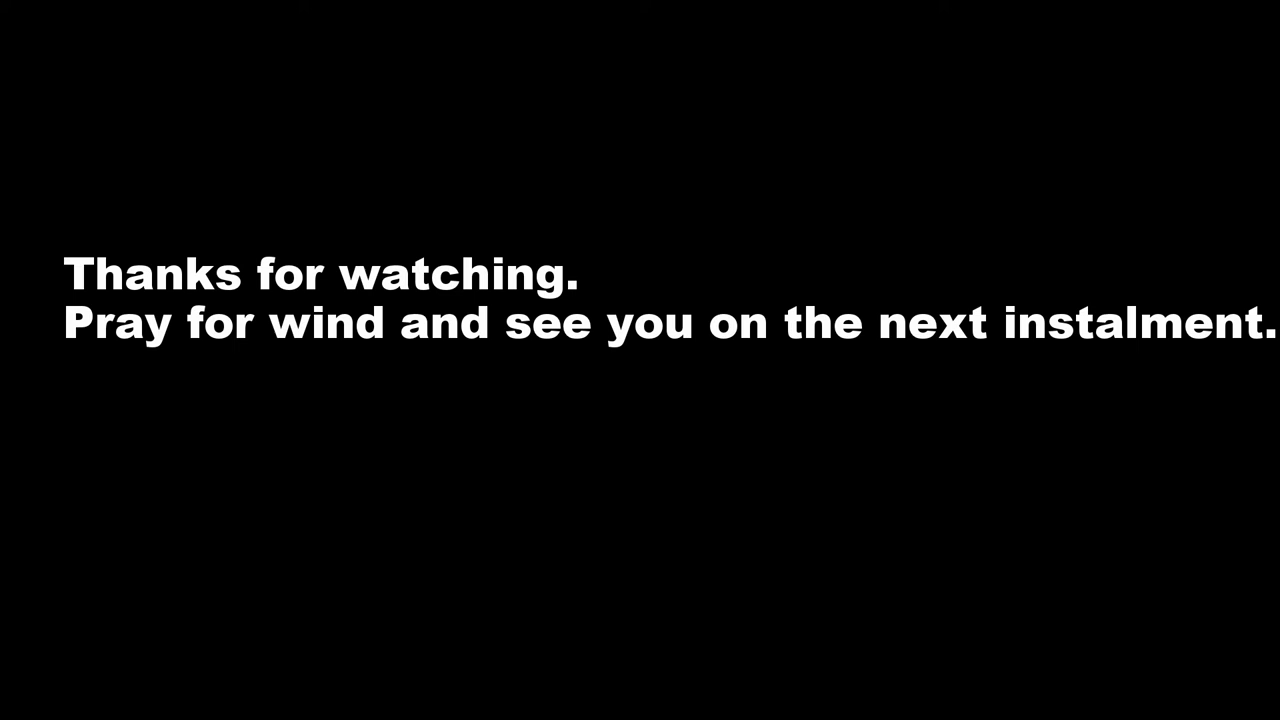 Thanks for watching.
Pray for wind and see you on the next instalment.